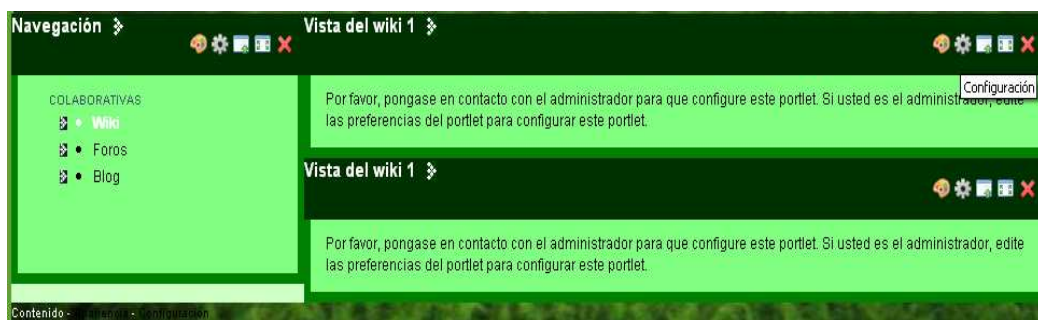 Navegación
COLABORATIVAS
Wiki
Foros
Blog
Vista del wiki 1
Configuración
Por favor, pongase en contacto con el administrador para que configure este portlet. Si usted es el administrador, edite
las preferencias del portlet para configurar este portlet.
Vista del wiki 1
Por favor, pongase en contacto con el administrador para que configure este portlet. Si usted es el administrador, edite
las preferencias del portlet para configurar este portlet.
Contenido - Apariencia - Configuración